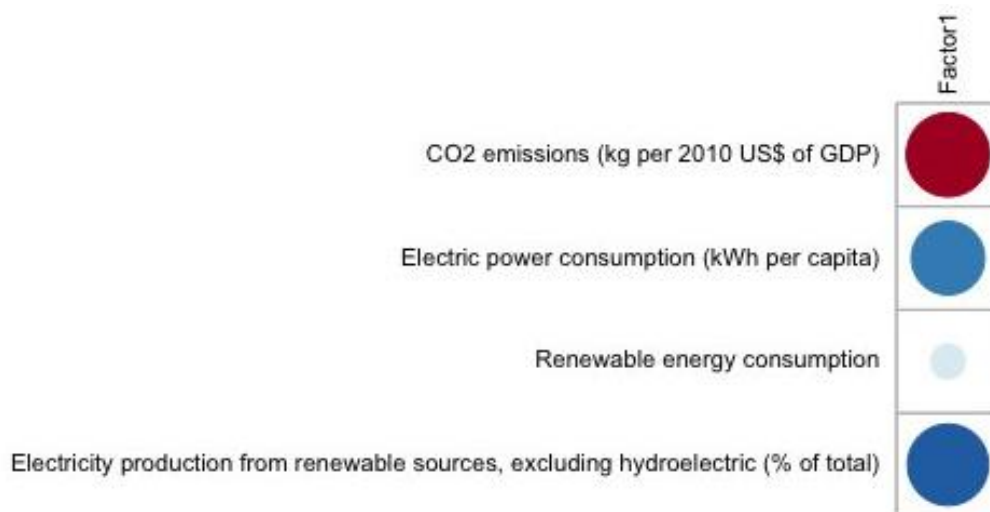 Factor1
CO2 emissions (kg per 2010 US$ of GDP)
Electric power consumption (kWh per capita)
Renewable energy consumption
Electricity production from renewable sources, excluding hydroelectric (% of total)